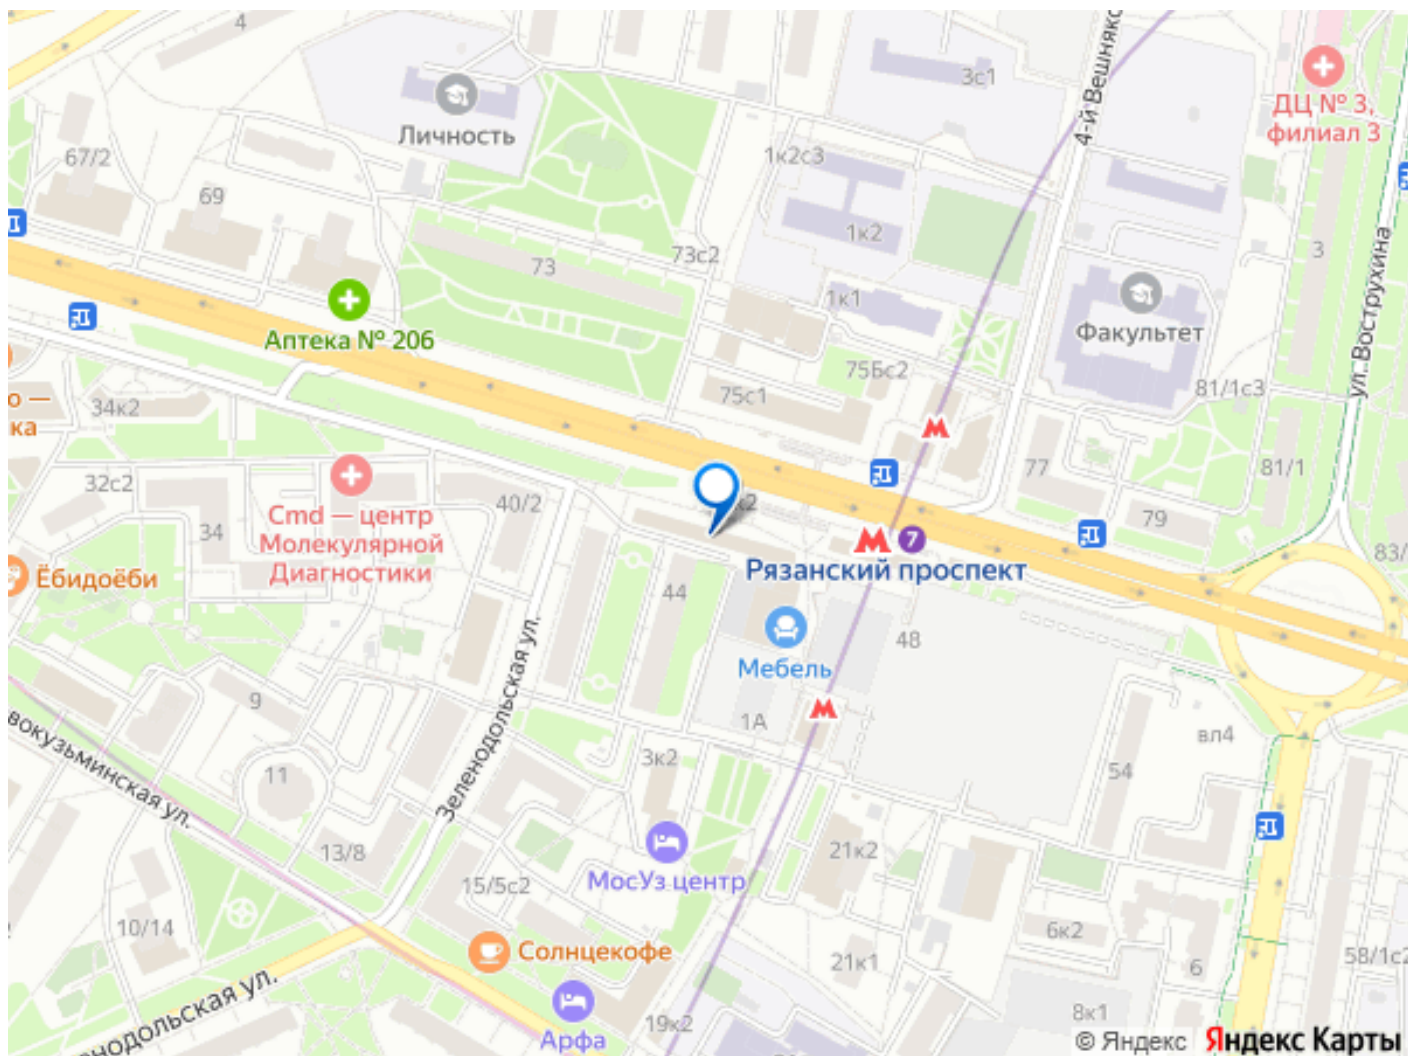 4
3с1
4-й Вешняко
ДЦ № 3,
филиал 3
Личность
67/2
69
1к2с3
1к2
73с2
73
1к1
3
ул. Вострухина
Факультет
Аптека № 206
75Бс2
75с1
81/1с3
о —
ка
34к2
77
81/1
32с2
34
Cmd — центр
Молекулярной
Диагностики
40/2
к2
79
83/
М
7
Рязанский проспект
Ёбидоёби
44
Мебель
48
Зеленодольская ул.
9
1А
вл4
вокузьминская ул.
11
3к2
54
13/8
15/5с2
МосУз центр
21к2
10/14
Солнцекофе
21к1
6к2
6
58/1с2
нодольская ул.
Арфа
19к2
8к1
© Яндекс Яндекс Карты